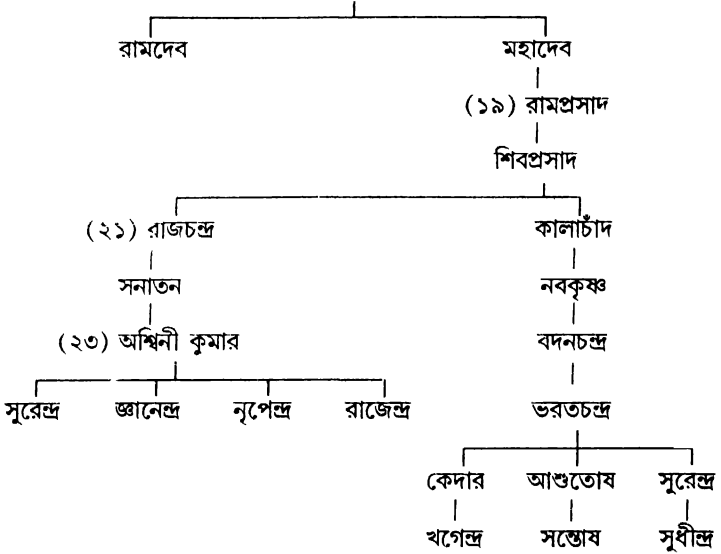 রামদেব মহাদেব
(১৯) রামপ্রসাদ
শিবপ্রসাদ
(২১) রাজচন্দ্র কালাচাঁদ
সনাতন নবকৃষ্ণ
(২৩) অশ্বিনী কুমার বদনচন্দ্র
সুরেন্দ্র জ্ঞানেন্দ্র নৃপেন্দ্র রাজেন্দ্র ভরতচন্দ্র
কেদার আশুতোষ সুরেন্দ্র
খগেন্দ্র সন্তোষ সুধীন্দ্র